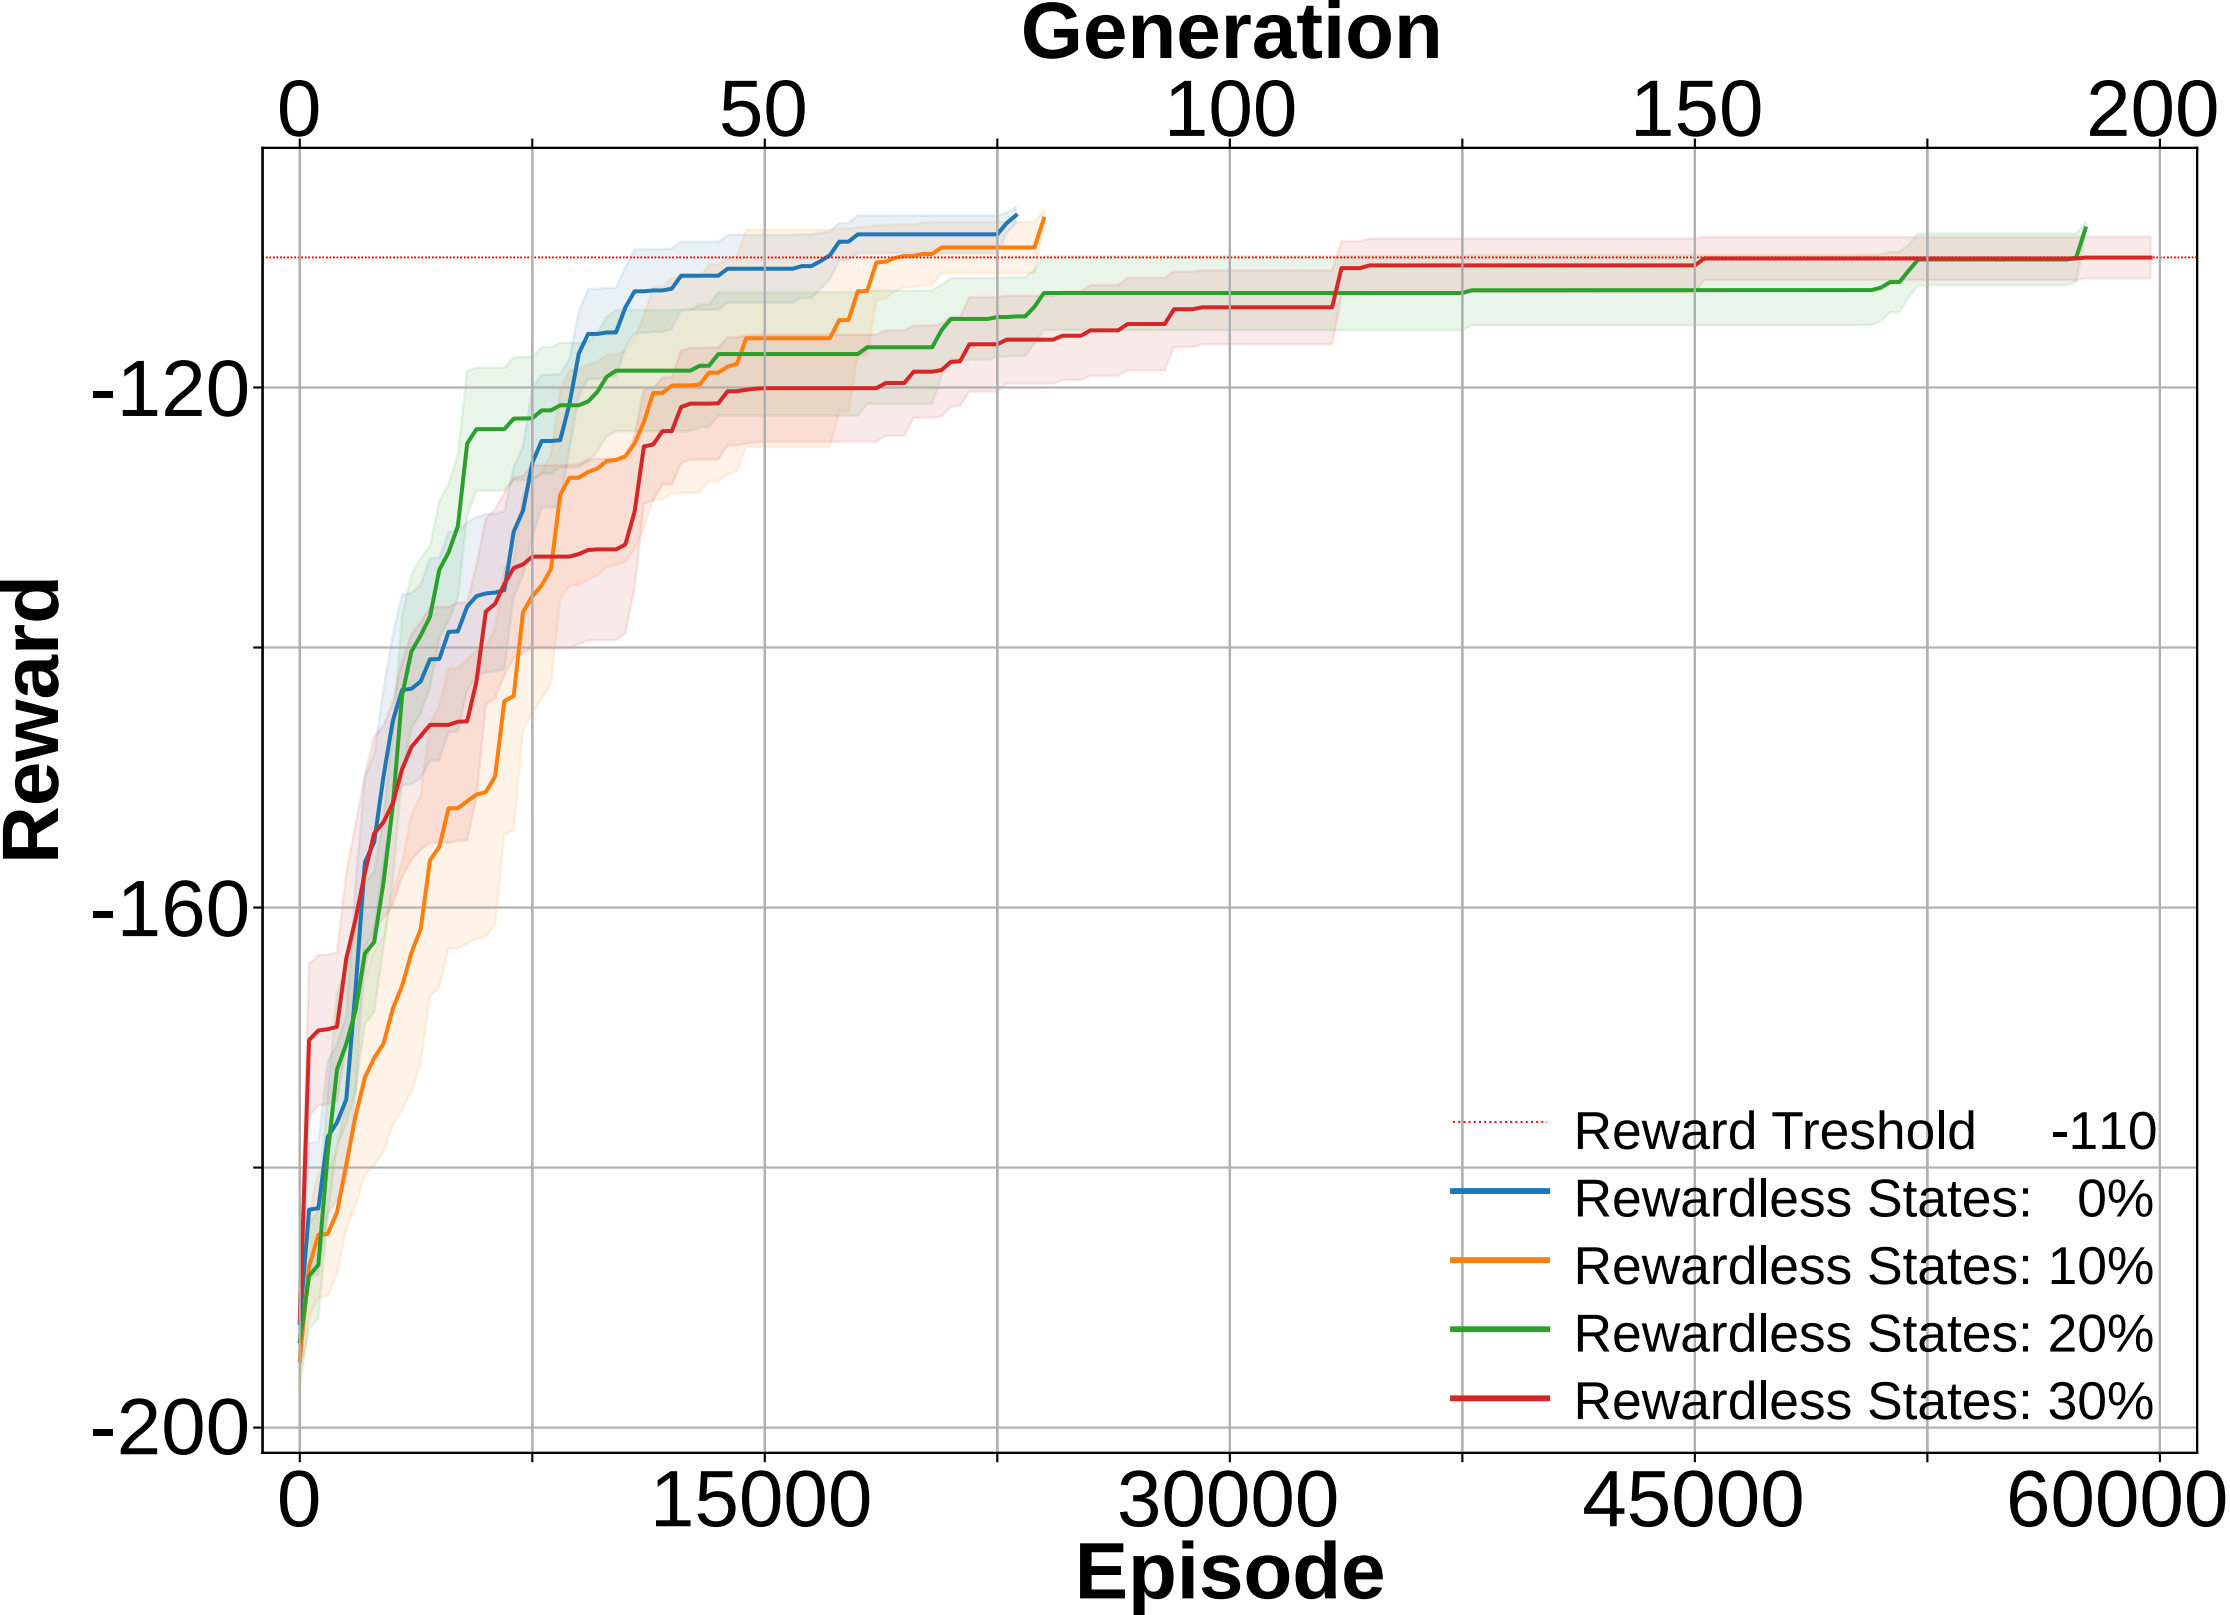 Generation
0 50 100 150 200
-120
-160
-200
Reward
Reward Treshold -110
Rewardless States: 0%
Rewardless States: 10%
Rewardless States: 20%
Rewardless States: 30%
0 15000 30000 45000 60000
Episode